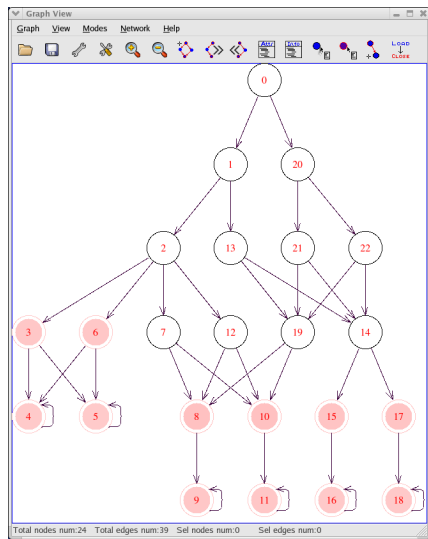 Graph View
Graph View Modes Network Help
Attr Info LOAD CLOSE
0
1 20
2 13 21 22
3 6 7 12 19 14
4 5 8 10 15 17
9 11 16 18
Total nodes num:24 Total edges num:39 Sel nodes num:0 Sel edges num:0